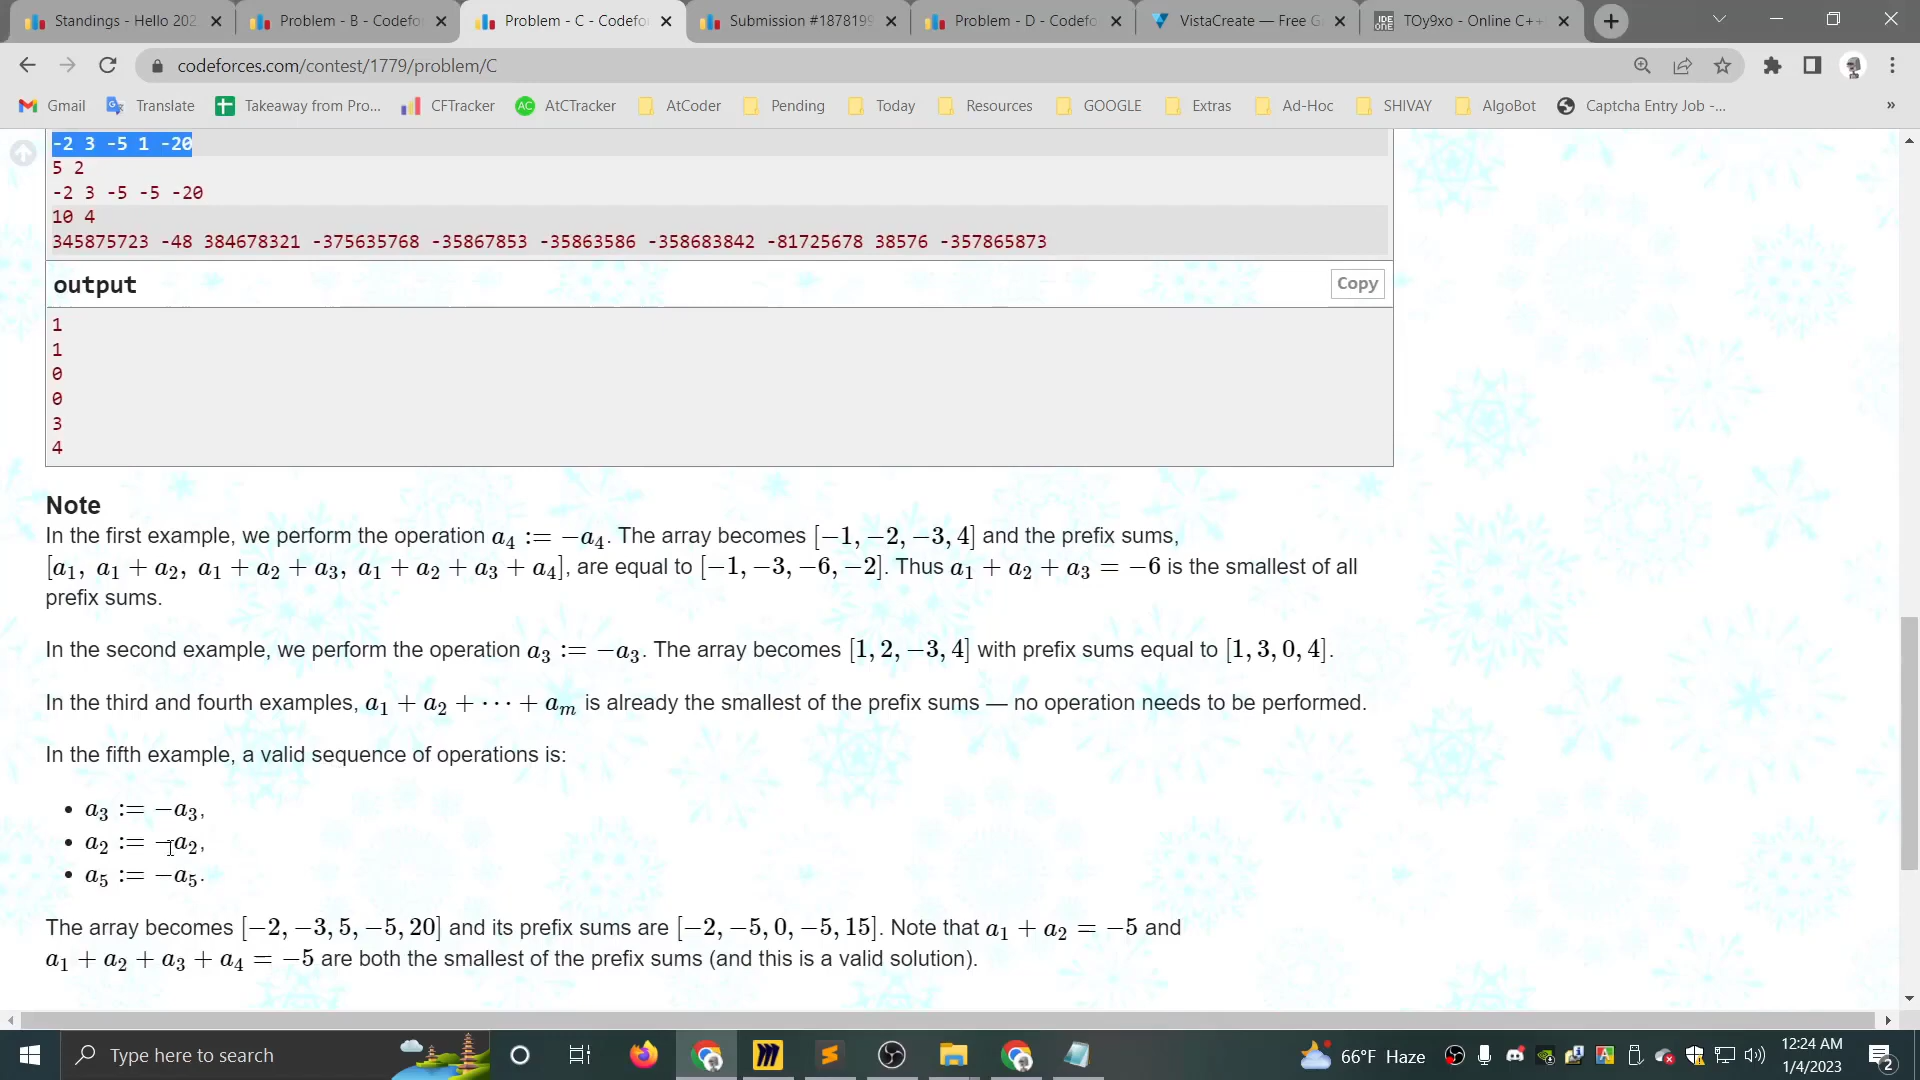 Standings - Hello 202
Problem - B - Codefo
Problem - C - Codefo
Submission #1878199
Problem - D - Codefo
VistaCreate — Free G
TOy9xo - Online C++
codeforces.com/contest/1779/problem/C
Gmail
Translate
Takeaway from Pro...
CFTracker
AC
AtCTracker
AtCoder
Pending
Today
Resources
GOOGLE
Extras
Ad-Hoc
SHIVAY
AlgoBot
Captcha Entry Job -...
»
-2 3 -5 1 -20
5 2
-2 3 -5 -5 -20
10 4
345875723 -48 384678321 -375635768 -35867853 -35863586 -358683842 -81725678 38576 -357865873
output
Copy
1
1
0
0
3
4
Note
In the first example, we perform the operation a₄ := −a₄. The array becomes [−1, −2, −3, 4] and the prefix sums,
[a₁, a₁ + a₂, a₁ + a₂ + a₃, a₁ + a₂ + a₃ + a₄], are equal to [−1, −3, −6, −2]. Thus a₁ + a₂ + a₃ = −6 is the smallest of all
prefix sums.
In the second example, we perform the operation a₃ := −a₃. The array becomes [1, 2, −3, 4] with prefix sums equal to [1, 3, 0, 4].
In the third and fourth examples, a₁ + a₂ + ⋯ + aₘ is already the smallest of the prefix sums — no operation needs to be performed.
In the fifth example, a valid sequence of operations is:
• a₃ := −a₃,
• a₂ := −a₂,
• a₅ := −a₅.
The array becomes [−2, −3, 5, −5, 20] and its prefix sums are [−2, −5, 0, −5, 15]. Note that a₁ + a₂ = −5 and
a₁ + a₂ + a₃ + a₄ = −5 are both the smallest of the prefix sums (and this is a valid solution).
Type here to search
66°F Haze
12:24 AM
1/4/2023
2